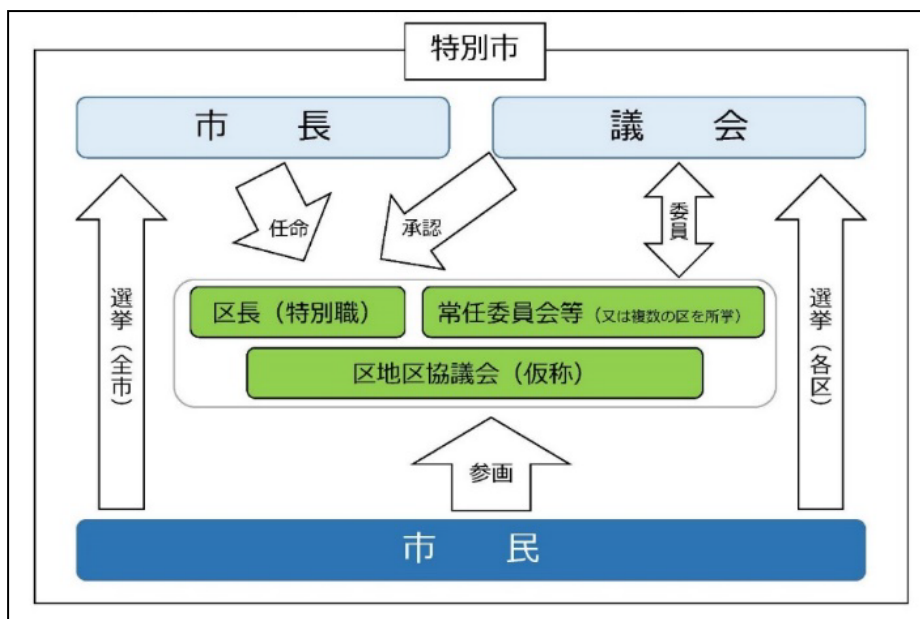 特別市
市　長
議　会
任命
承認
委員
選挙（全市）
選挙（各区）
区長（特別職）
常任委員会等（又は複数の区を所挙）
区地区協議会（仮称）
参画
市　民